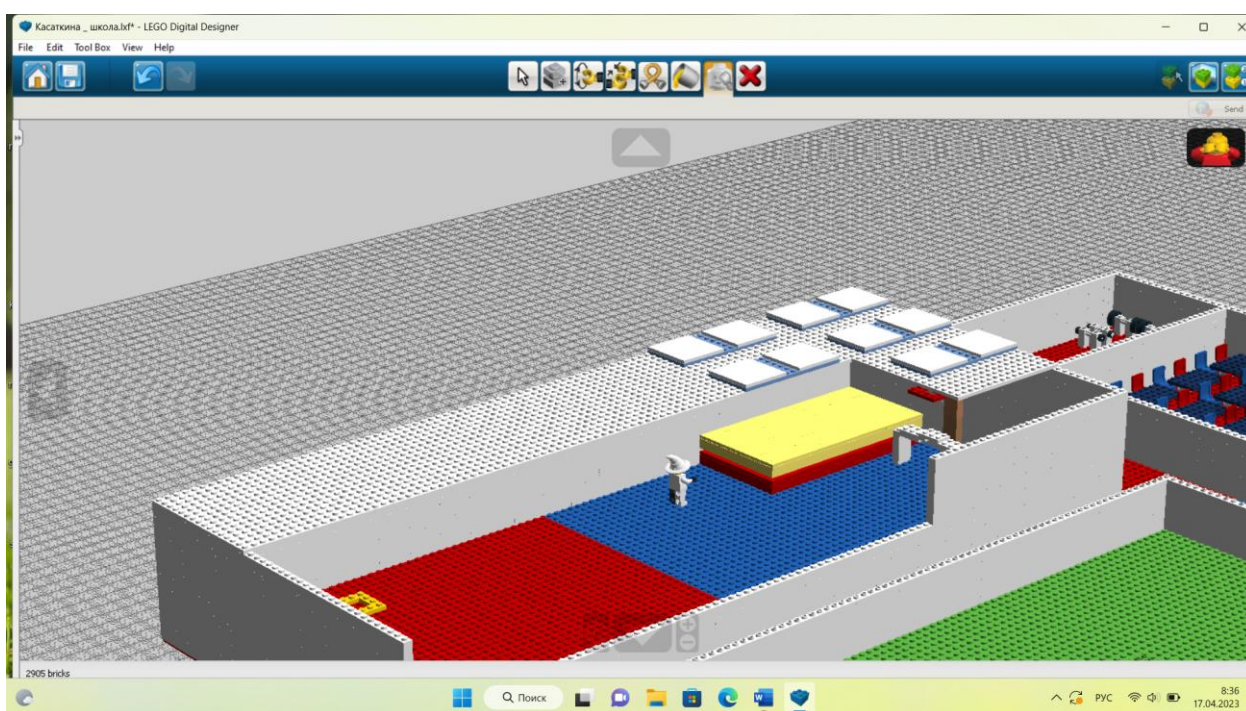 Касаткина _ школа.lxf* - LEGO Digital Designer
File Edit Tool Box View Help
Send
2905 bricks
Поиск
РУС
8:36
17.04.2023